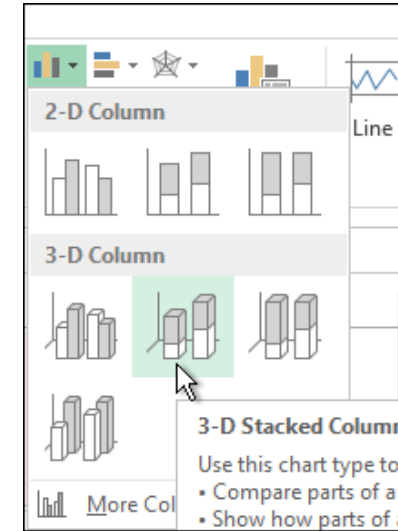 Line
2-D Column
3-D Column
3-D Stacked Column
Use this chart type to
• Compare parts of a
• Show how parts of a
More Col